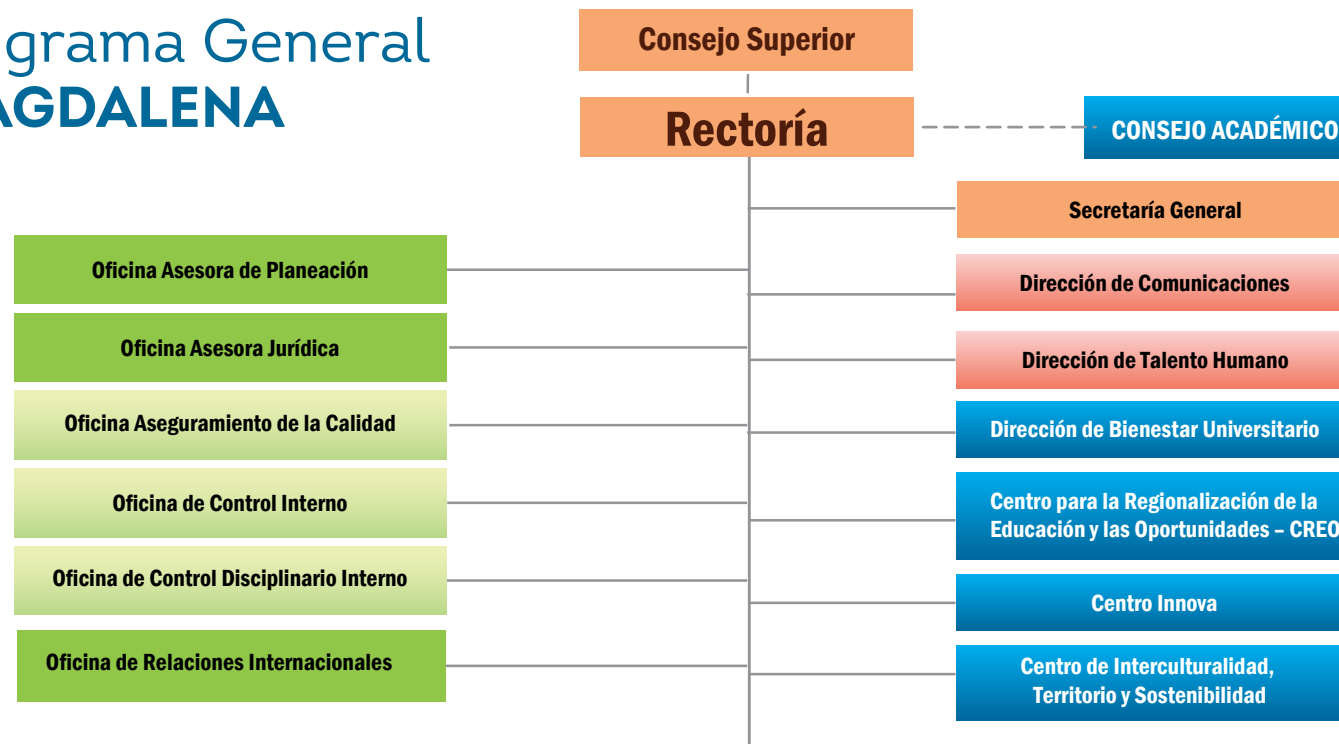 grama General
AGDALENA
Consejo Superior
Rectoría
CONSEJO ACADÉMICO
Secretaría General
Dirección de Comunicaciones
Dirección de Talento Humano
Dirección de Bienestar Universitario
Centro para la Regionalización de la
Educación y las Oportunidades – CREO
Centro Innova
Centro de Interculturalidad,
Territorio y Sostenibilidad
Oficina Asesora de Planeación
Oficina Asesora Jurídica
Oficina Aseguramiento de la Calidad
Oficina de Control Interno
Oficina de Control Disciplinario Interno
Oficina de Relaciones Internacionales